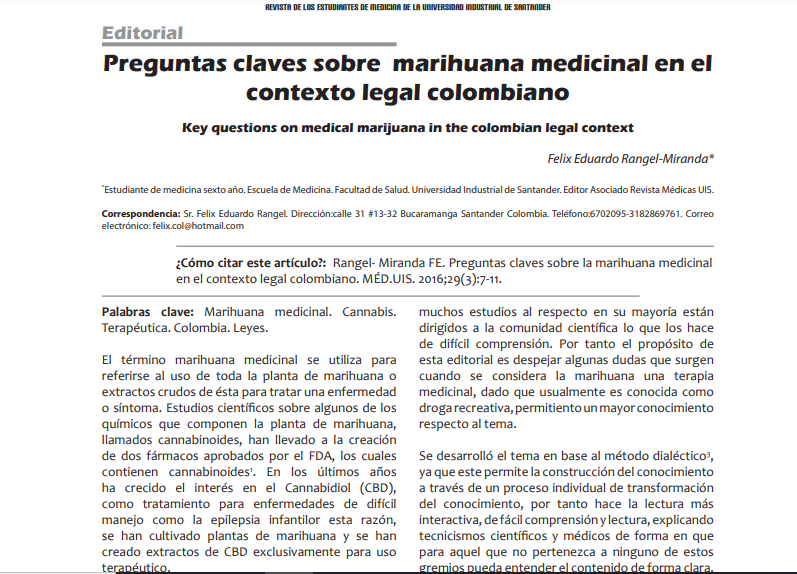 REVISTA DE LOS ESTUDIANTES DE MEDICINA DE LA UNIVERSIDAD INDUSTRIAL DE SANTANDER
Editorial
Preguntas claves sobre marihuana medicinal en el
contexto legal colombiano
Key questions on medical marijuana in the colombian legal context
Felix Eduardo Rangel-Miranda*
*Estudiante de medicina sexto año. Escuela de Medicina. Facultad de Salud. Universidad Industrial de Santander. Editor Asociado Revista Médicas UIS.
Correspondencia: Sr. Felix Eduardo Rangel. Dirección:calle 31 #13-32 Bucaramanga Santander Colombia. Teléfono:6702095-3182869761. Correo
electrónico: felix.col@hotmail.com
¿Cómo citar este artículo?: Rangel- Miranda FE. Preguntas claves sobre la marihuana medicinal
en el contexto legal colombiano. MÉD.UIS. 2016;29(3):7-11.
Palabras clave: Marihuana medicinal. Cannabis.
Terapéutica. Colombia. Leyes.
El término marihuana medicinal se utiliza para
referirse al uso de toda la planta de marihuana o
extractos crudos de ésta para tratar una enfermedad
o síntoma. Estudios científicos sobre algunos de los
químicos que componen la planta de marihuana,
llamados cannabinoides, han llevado a la creación
de dos fármacos aprobados por el FDA, los cuales
contienen cannabinoides¹. En los últimos años
ha crecido el interés en el Cannabidiol (CBD),
como tratamiento para enfermedades de difícil
manejo como la epilepsia infantilor esta razón,
se han cultivado plantas de marihuana y se han
creado extractos de CBD exclusivamente para uso
terapéutico.
muchos estudios al respecto en su mayoría están
dirigidos a la comunidad científica lo que los hace
de difícil comprensión. Por tanto el propósito de
esta editorial es despejar algunas dudas que surgen
cuando se considera la marihuana una terapia
medicinal, dado que usualmente es conocida como
droga recreativa, permitiento un mayor conocimiento
respecto al tema.
Se desarrolló el tema en base al método dialéctico³,
ya que este permite la construcción del conocimiento
a través de un proceso individual de transformación
del conocimiento, por tanto hace la lectura más
interactiva, de fácil comprensión y lectura, explicando
tecnicismos científicos y médicos de forma en que
para aquel que no pertenezca a ninguno de estos
gremios pueda entender el contenido de forma clara.